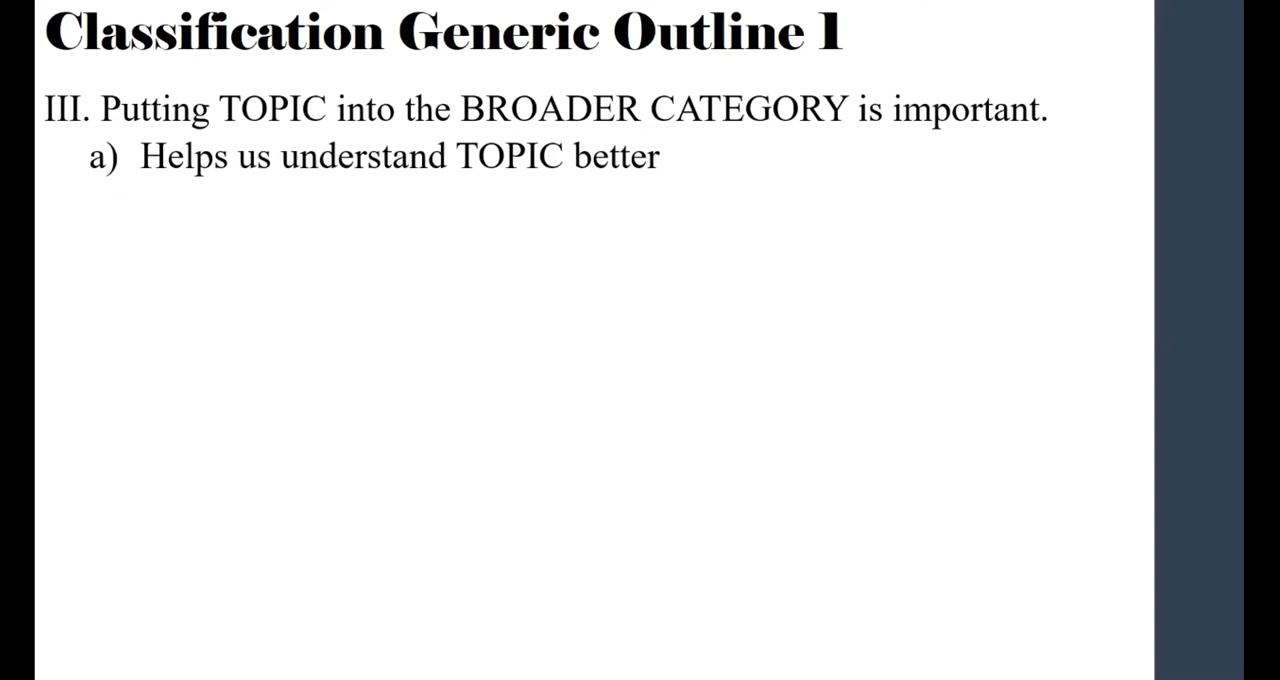 Classification Generic Outline 1
III. Putting TOPIC into the BROADER CATEGORY is important.
a) Helps us understand TOPIC better